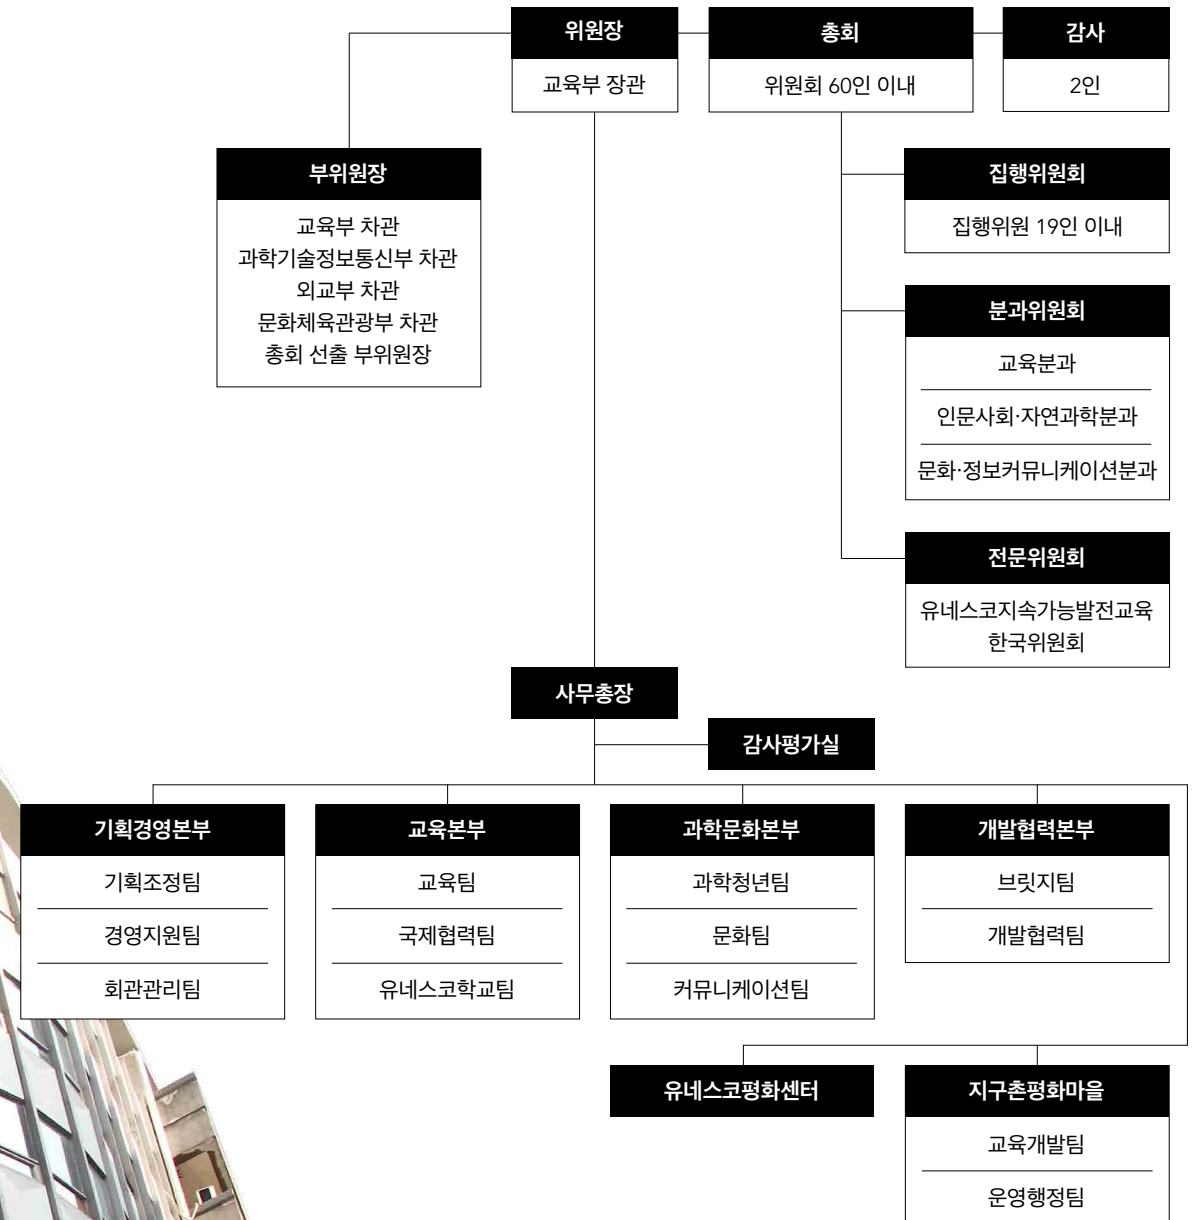 위원장
교육부 장관
총회
위원회 60인 이내
감사
2인
부위원장
교육부 차관
과학기술정보통신부 차관
외교부 차관
문화체육관광부 차관
총회 선출 부위원장
집행위원회
집행위원 19인 이내
분과위원회
교육분과
인문사회·자연과학분과
문화·정보커뮤니케이션분과
전문위원회
유네스코지속가능발전교육
한국위원회
사무총장
감사평가실
기획경영본부
기획조정팀
경영지원팀
회관관리팀
교육본부
교육팀
국제협력팀
유네스코학교팀
과학문화본부
과학청년팀
문화팀
커뮤니케이션팀
개발협력본부
브릿지팀
개발협력팀
유네스코평화센터
지구촌평화마을
교육개발팀
운영행정팀